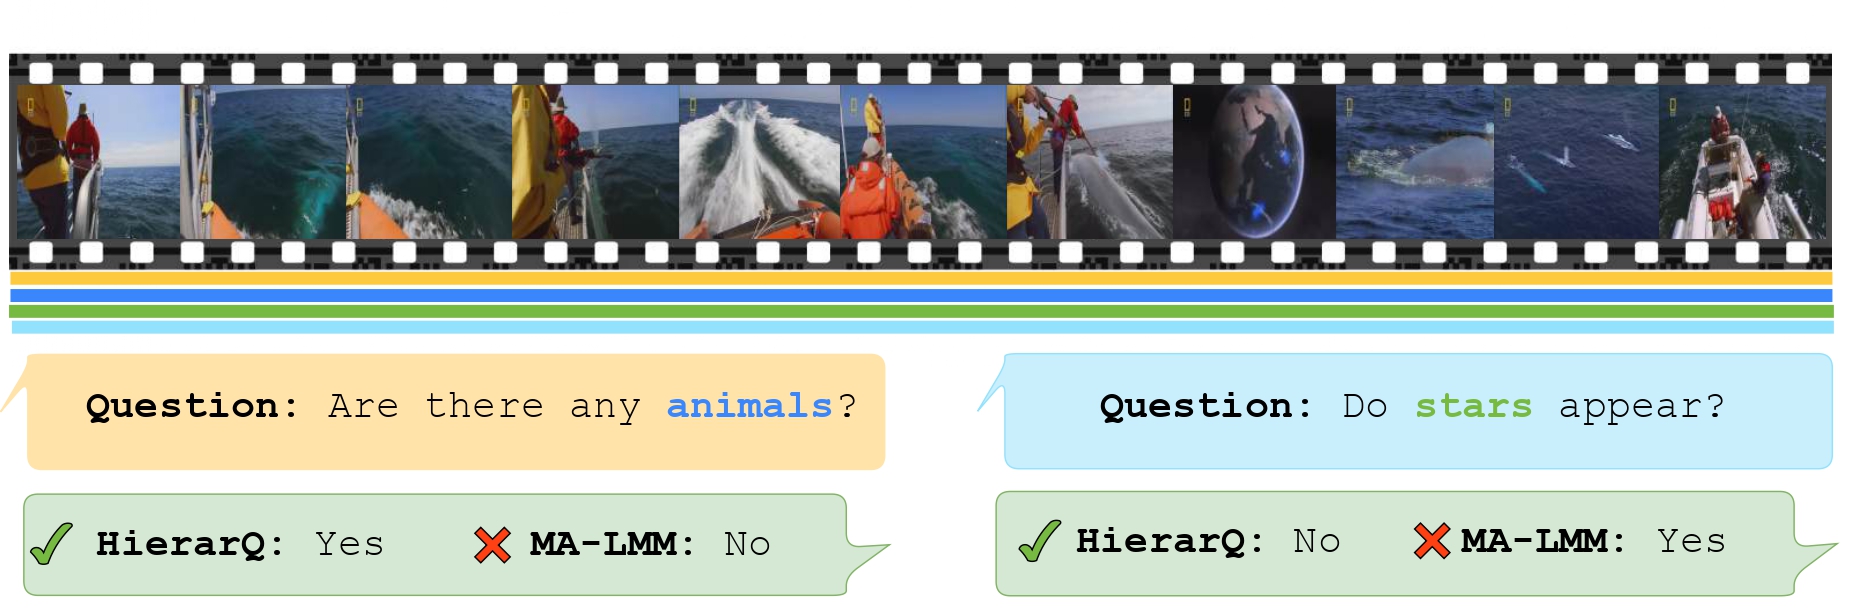 Question: Are there any animals?
Question: Do stars appear?
HierarQ: Yes
MA-LMM: No
HierarQ: No
MA-LMM: Yes